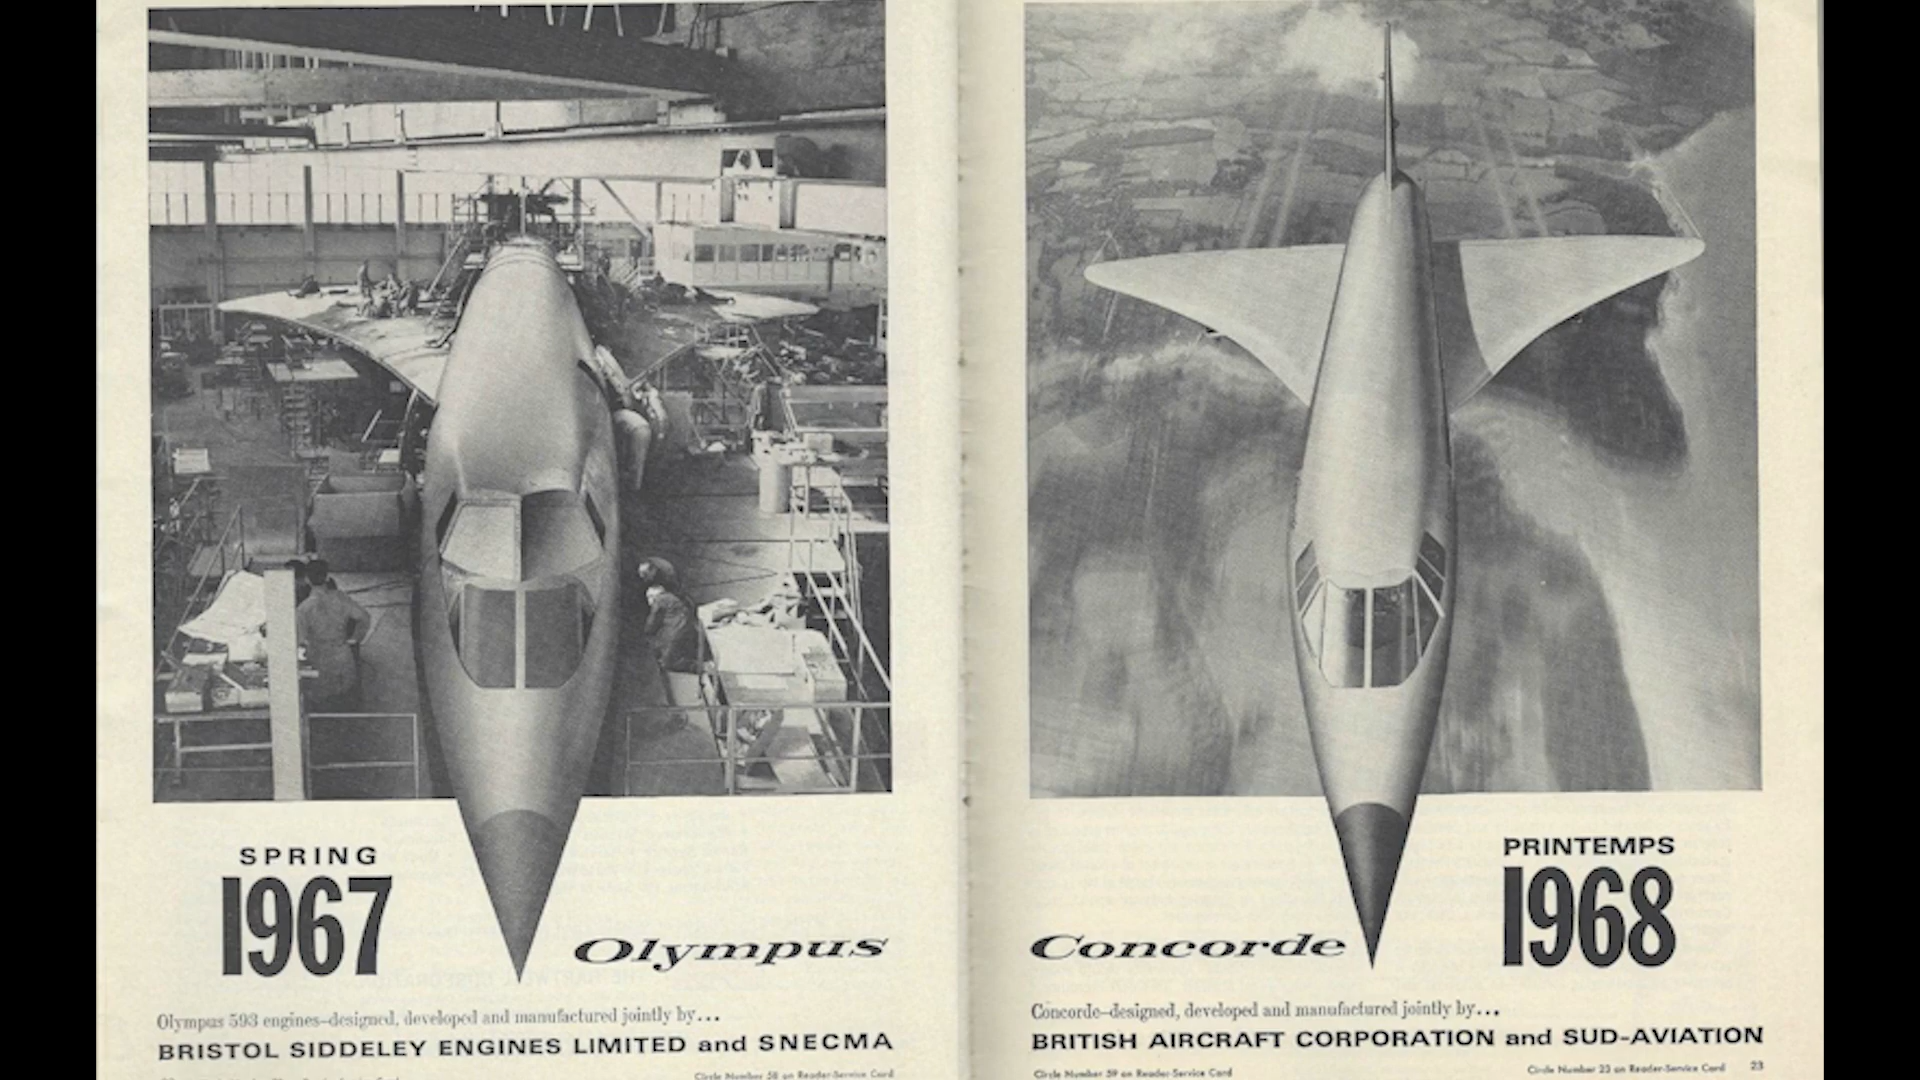 SPRING
1967
Olympus
Olympus 593 engines–designed, developed and manufactured jointly by...
BRISTOL SIDDELEY ENGINES LIMITED and SNECMA
Circle Number 58 on Reader-Service Card
PRINTEMPS
1968
Concorde
Concorde–designed, developed and manufactured jointly by...
BRITISH AIRCRAFT CORPORATION and SUD-AVIATION
Circle Number 59 on Reader-Service Card
Circle Number 23 on Reader-Service Card
23